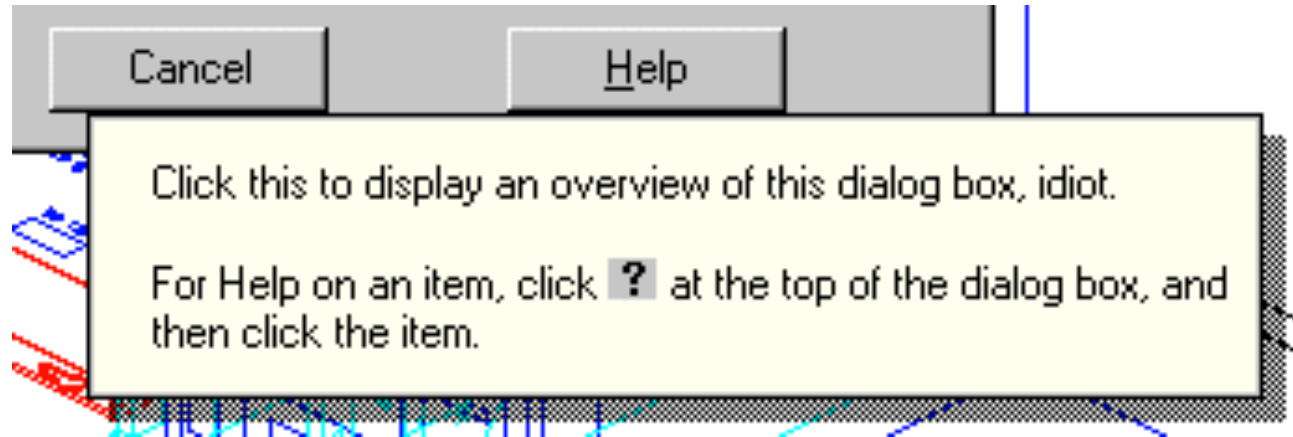 Cancel Help
Click this to display an overview of this dialog box, idiot.
For Help on an item, click ? at the top of the dialog box, and
then click the item.